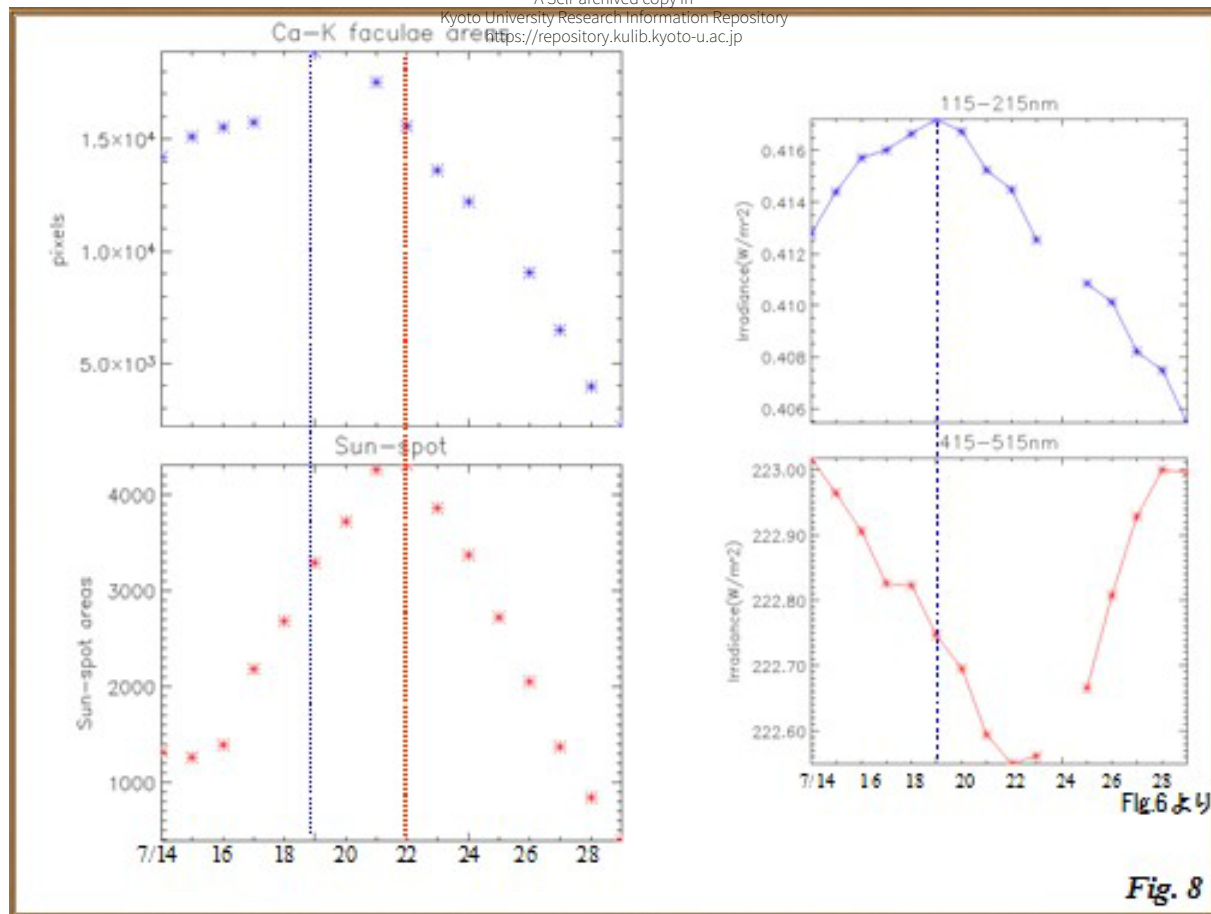 A Self-archived copy in
Kyoto University Research Information Repository
https://repository.kulib.kyoto-u.ac.jp
Ca-K faculae areas
1.5×10⁴
1.0×10⁴
5.0×10³
pixels
Sun-spot
4000
3000
2000
1000
Sun-spot areas
7/14 16 18 20 22 24 26 28
115-215nm
0.416
0.414
0.412
0.410
0.408
0.406
Irradiance(W/m2)
415-515nm
223.00
222.90
222.80
222.70
222.60
Irradiance(W/m2)
7/14 16 18 20 22 24 26 28
Fig.6より
Fig. 8